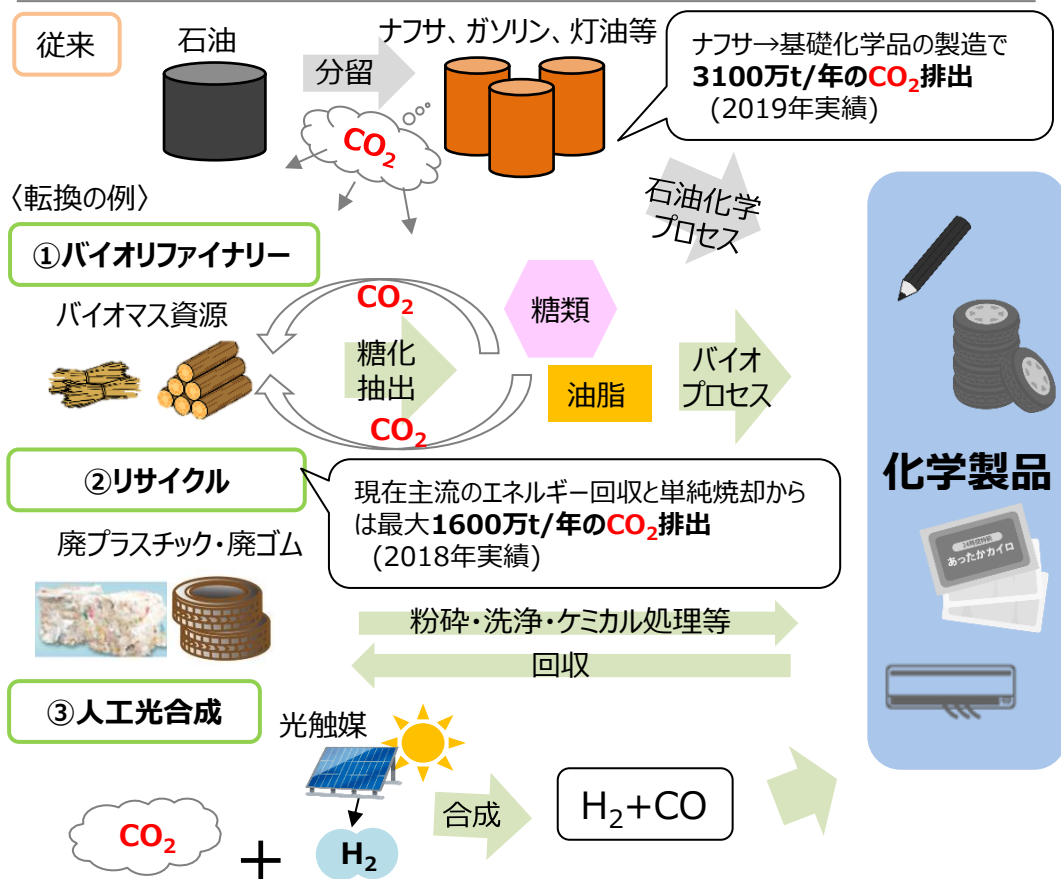 従来
石油
分留
ナフサ、ガソリン、灯油等
ナフサ→基礎化学品の製造で
3100万t/年のCO₂排出
(2019年実績)
CO₂
石油化学
プロセス
〈転換の例〉
①バイオリファイナリー
バイオマス資源
CO₂
糖化
抽出
CO₂
糖類
油脂
バイオ
プロセス
化学製品
24時間持続
あったかカイロ
②リサイクル
現在主流のエネルギー回収と単純焼却から
は最大1600万t/年のCO₂排出
(2018年実績)
廃プラスチック・廃ゴム
粉砕・洗浄・ケミカル処理等
回収
③人工光合成
光触媒
CO₂
+
H₂
合成
H₂+CO